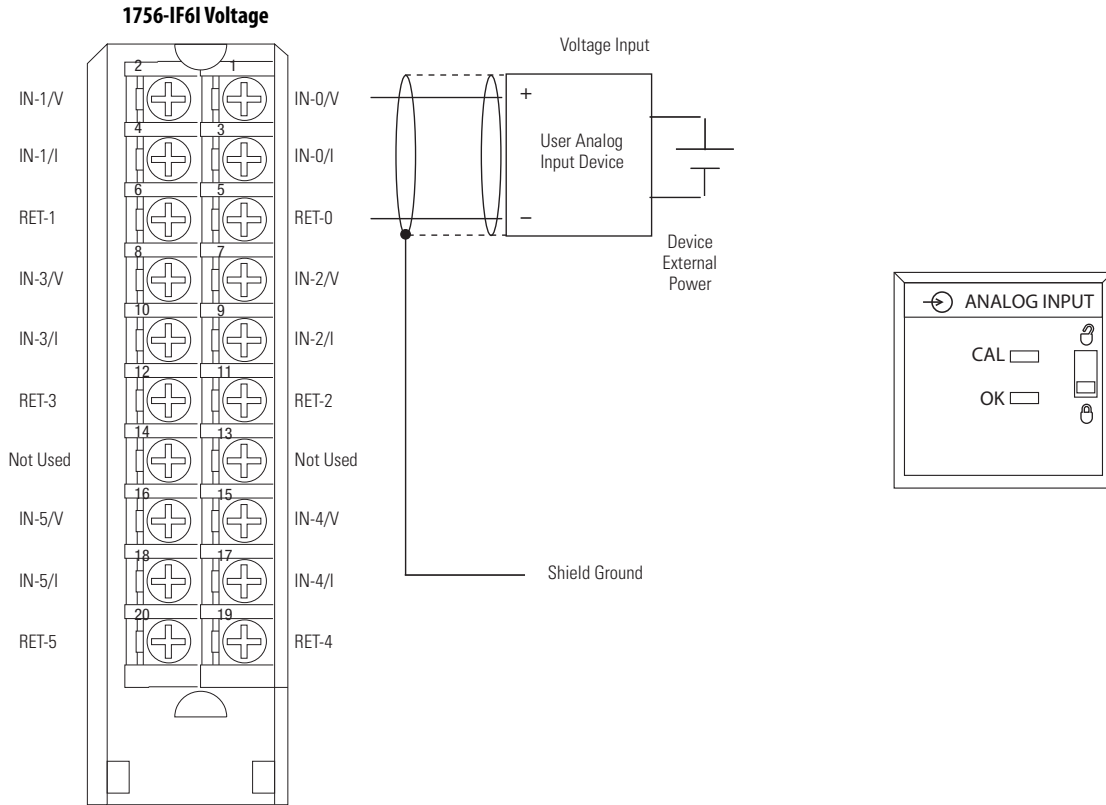 1756-IF6I Voltage
Voltage Input
2 1
IN-1/V IN-0/V
+
4 3
IN-1/I IN-0/I
User Analog
Input Device
6 5
RET-1 RET-0
–
8 7
IN-3/V IN-2/V
Device
External
Power
10 9
IN-3/I IN-2/I
12 11
RET-3 RET-2
14 13
Not Used Not Used
16 15
IN-5/V IN-4/V
18 17
IN-5/I IN-4/I
Shield Ground
20 19
RET-5 RET-4
ANALOG INPUT
CAL
OK